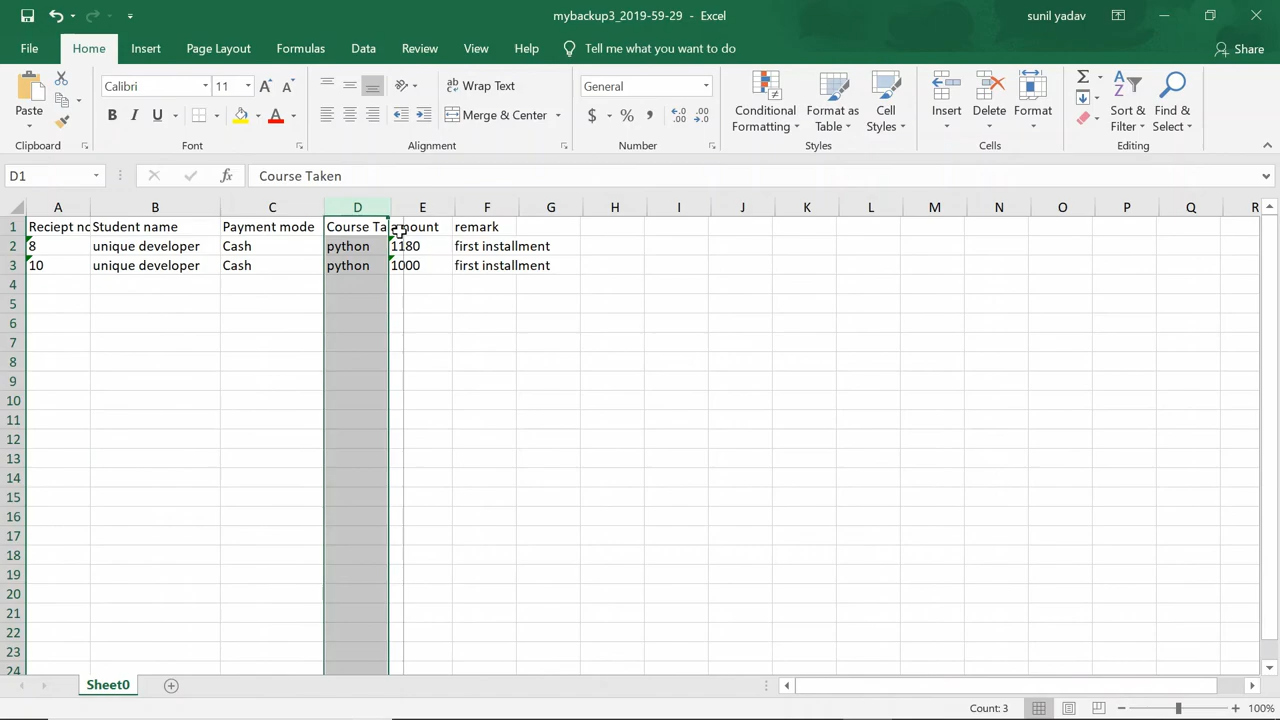 mybackup3_2019-59-29 - Excel
sunil yadav
File Home Insert Page Layout Formulas Data Review View Help Tell me what you want to do Share
Paste
Clipboard
Calibri 11 A A
B I U A
Font
ab Wrap Text
Merge & Center
Alignment
General
$ % , .00
Number
Conditional Formatting
Format as Table
Cell Styles
Styles
Insert Delete Format
Cells
Sort & Filter
Find & Select
Editing
D1 fx Course Taken
A B C D E F G H I J K L M N O P Q R
1 Reciept no Student name Payment mode Course Ta amount remark
2 8 unique developer Cash python 1180 first installment
3 10 unique developer Cash python 1000 first installment
4
5
6
7
8
9
10
11
12
13
14
15
16
17
18
19
20
21
22
23
24
Sheet0
Count: 3 100%